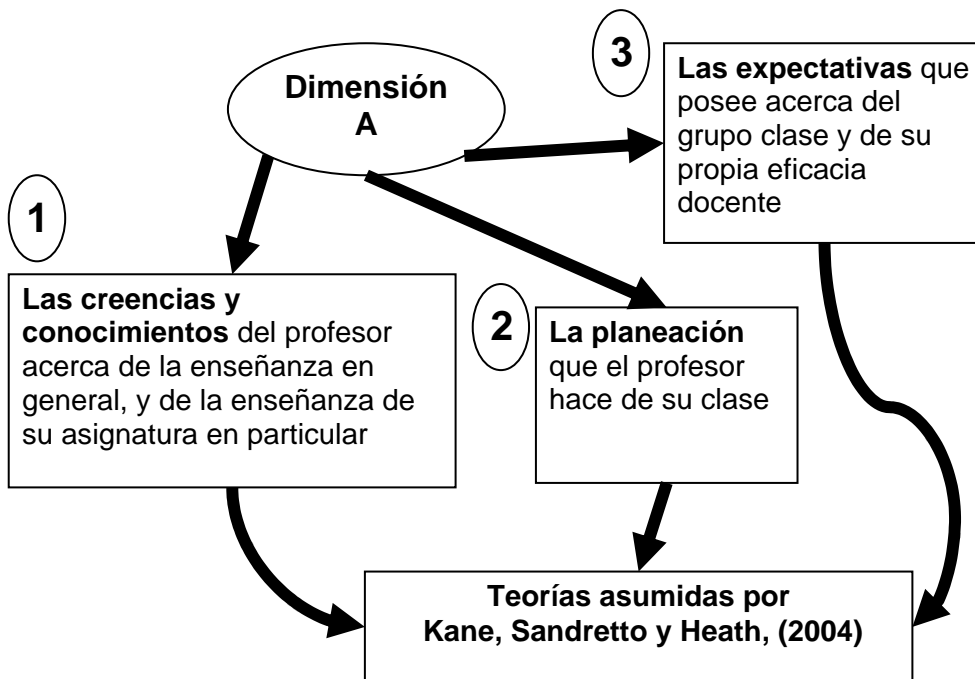 Dimensión
A
1
Las creencias y
conocimientos del profesor
acerca de la enseñanza en
general, y de la enseñanza de
su asignatura en particular
2
La planeación
que el profesor
hace de su clase
3
Las expectativas que
posee acerca del
grupo clase y de su
propia eficacia
docente
Teorías asumidas por
Kane, Sandretto y Heath, (2004)